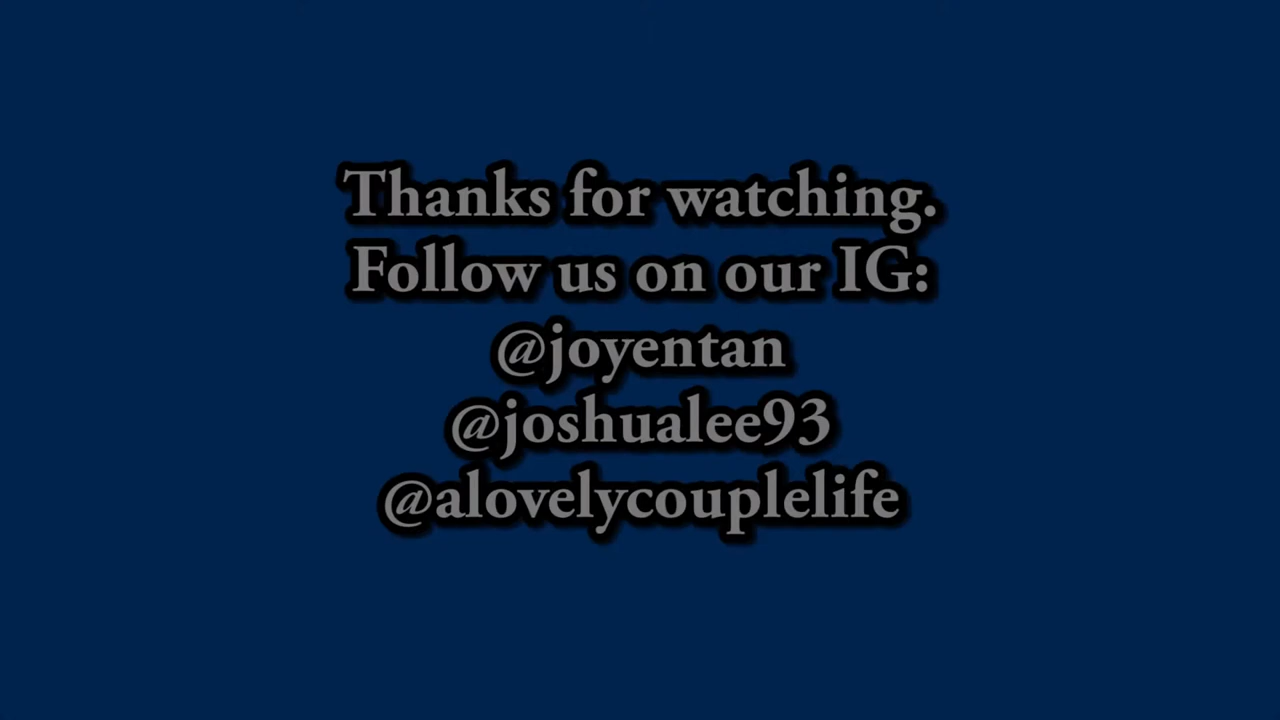 Thanks for watching.
Follow us on our IG:
@joyentan
@joshualee93
@alovelycouplelife